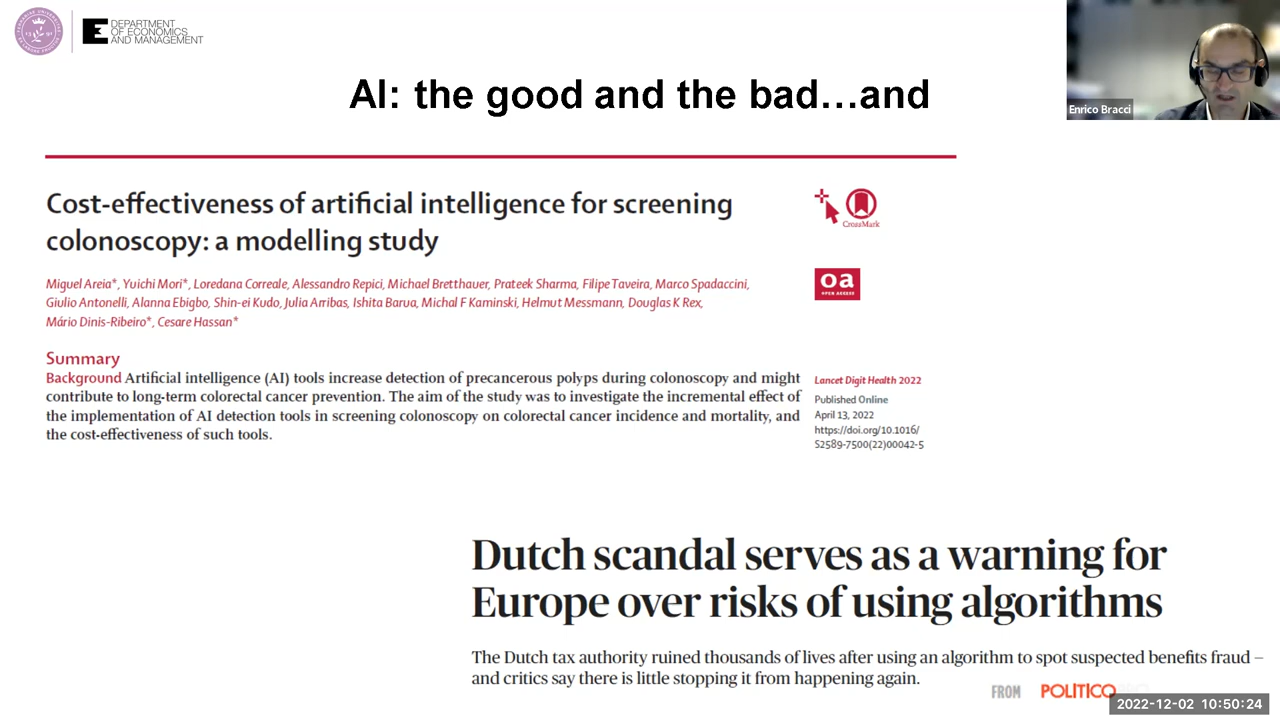 DEPARTMENT
OF ECONOMICS
AND MANAGEMENT
Enrico Bracci
AI: the good and the bad...and
Cost-effectiveness of artificial intelligence for screening
colonoscopy: a modelling study
CrossMark
Miguel Areia*, Yuichi Mori*, Loredana Correale, Alessandro Repici, Michael Bretthauer, Prateek Sharma, Filipe Taveira, Marco Spadaccini,
Giulio Antonelli, Alanna Ebigbo, Shin-ei Kudo, Julia Arribas, Ishita Barua, Michal F Kaminski, Helmut Messmann, Douglas K Rex,
Mário Dinis-Ribeiro*, Cesare Hassan*
oa
OPEN ACCESS
Summary
Background Artificial intelligence (AI) tools increase detection of precancerous polyps during colonoscopy and might
contribute to long-term colorectal cancer prevention. The aim of the study was to investigate the incremental effect of
the implementation of AI detection tools in screening colonoscopy on colorectal cancer incidence and mortality, and
the cost-effectiveness of such tools.
Lancet Digit Health 2022
Published Online
April 13, 2022
https://doi.org/10.1016/
S2589-7500(22)00042-5
Dutch scandal serves as a warning for
Europe over risks of using algorithms
The Dutch tax authority ruined thousands of lives after using an algorithm to spot suspected benefits fraud –
and critics say there is little stopping it from happening again.
FROM POLITICO
2022-12-02 10:50:24